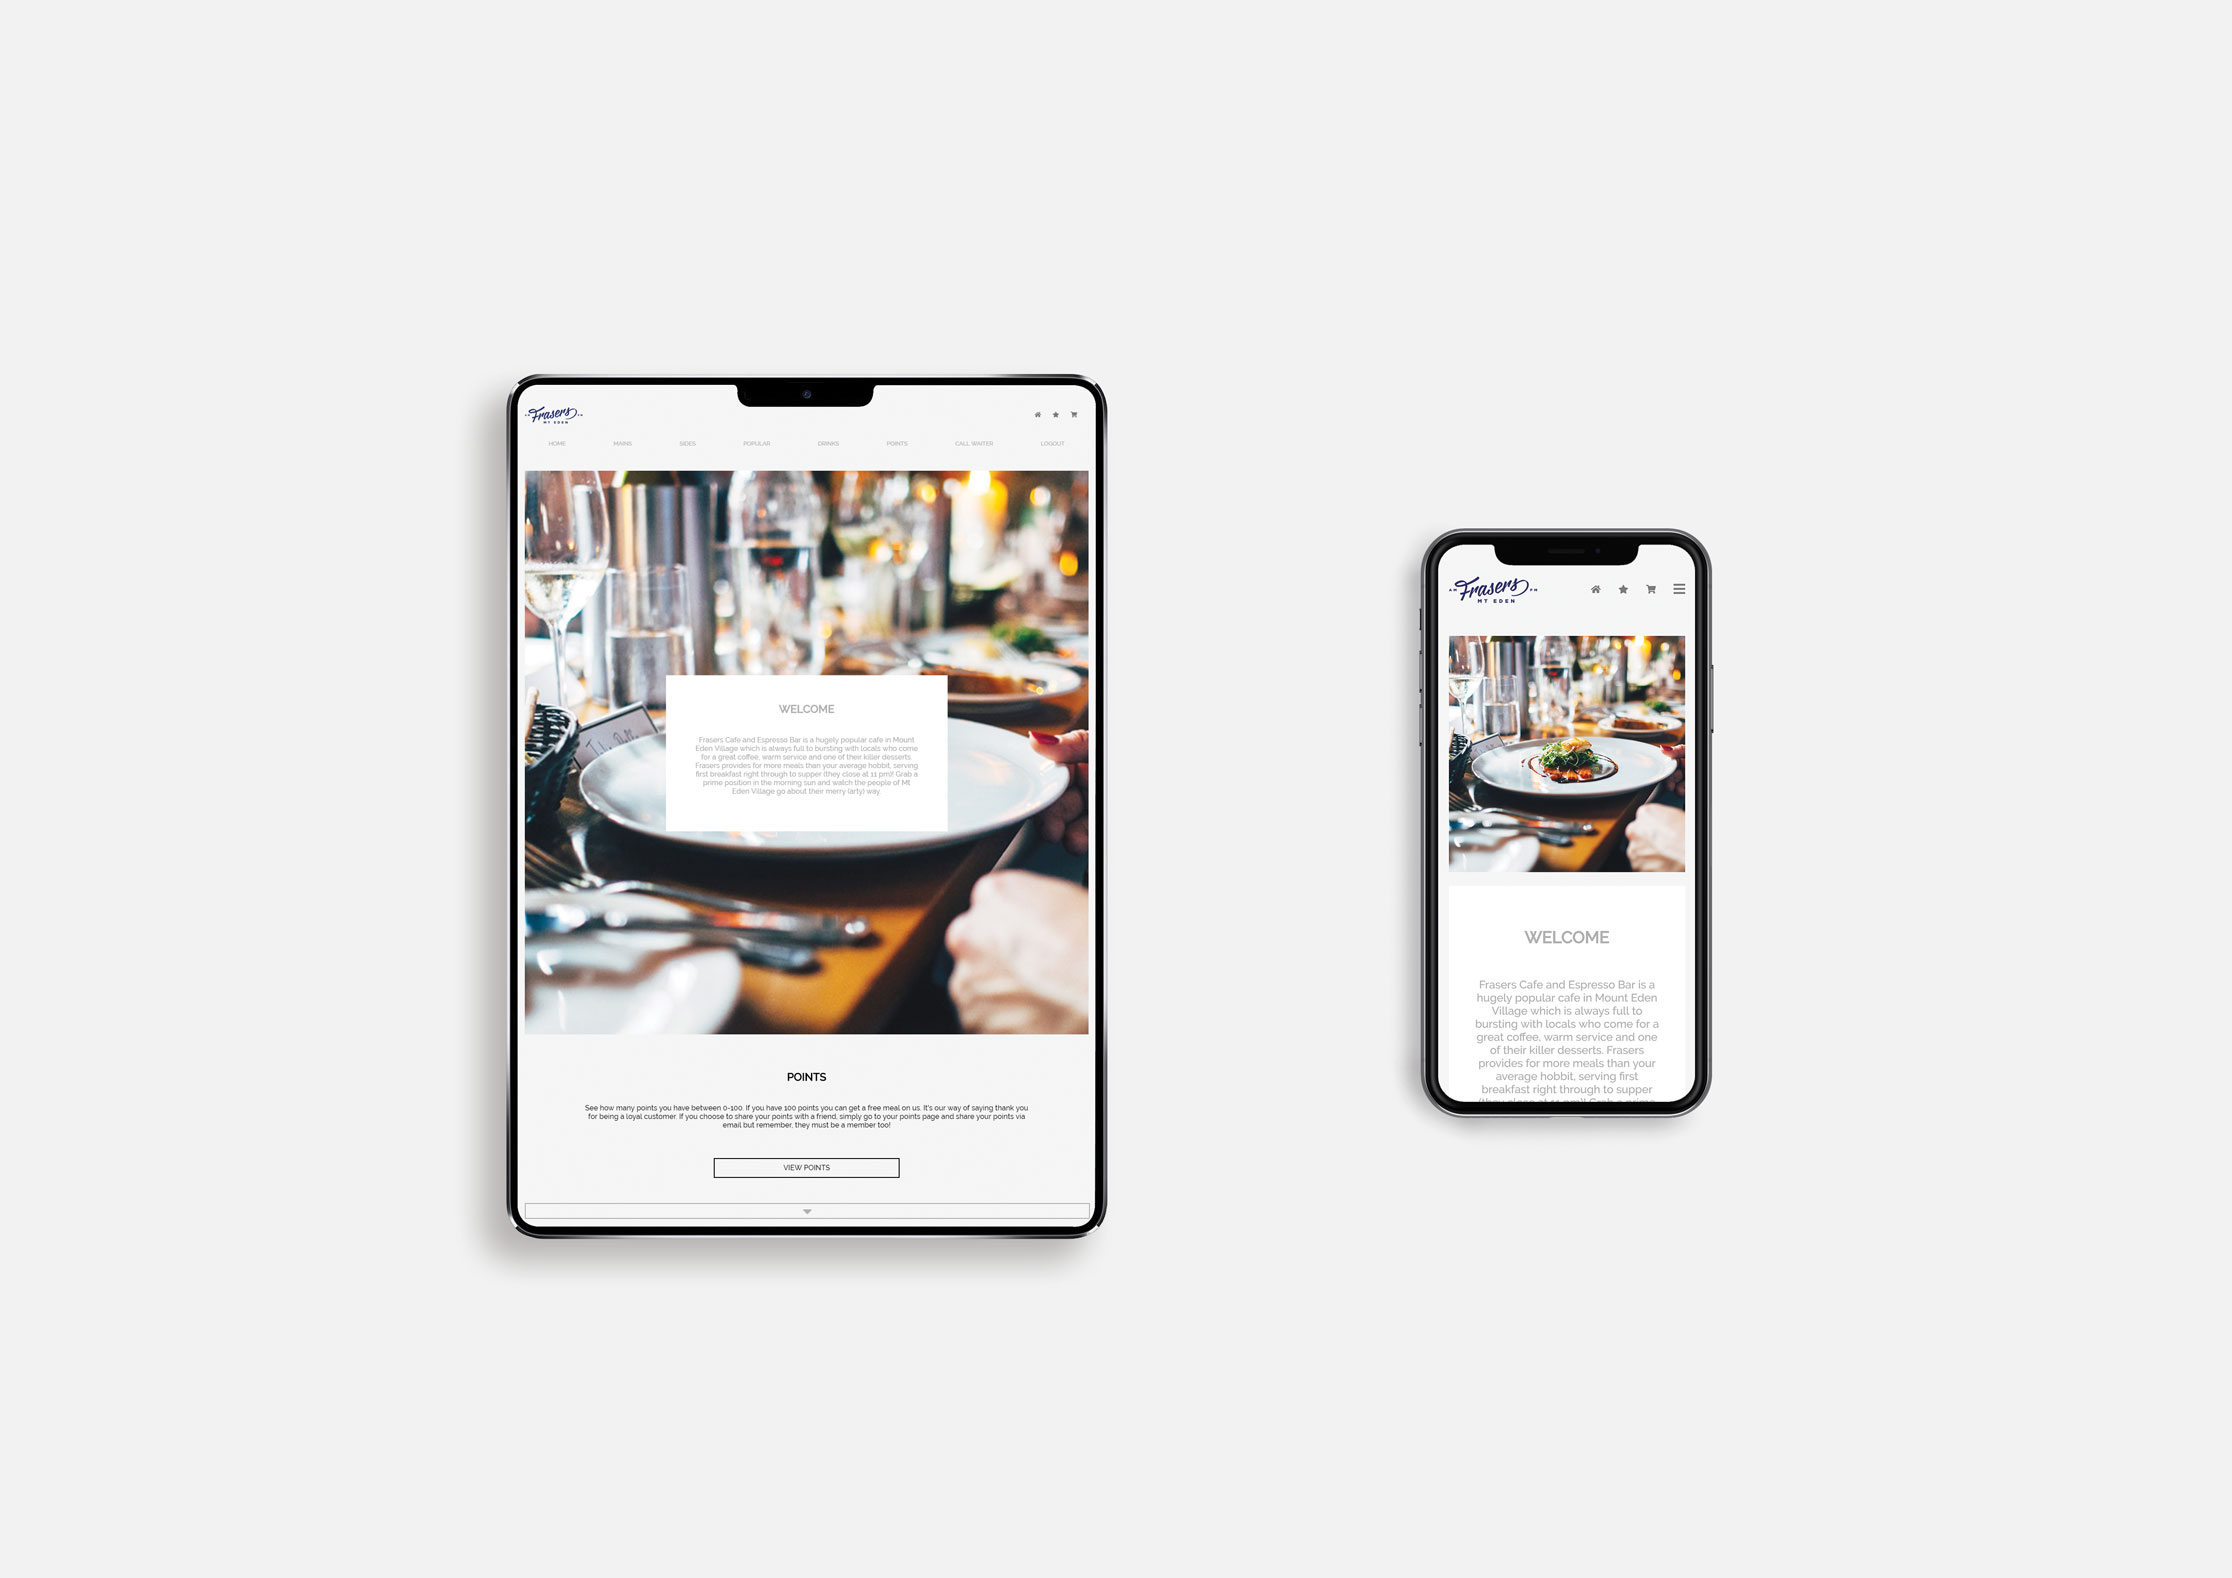 Frasers
MT EDEN
HOME MAINS SIDES POPULAR DRINKS POINTS CALL WAITER LOGOUT
WELCOME
Frasers Cafe and Espresso Bar is a hugely popular cafe in Mount
Eden Village which is always full to bursting with locals who come
for a great coffee, warm service and one of their killer desserts.
Frasers provides for more meals than your average hobbit, serving
first breakfast right through to supper (they close at 11 pm)! Grab a
prime position in the morning sun and watch the people of Mt
Eden Village go about their merry (arty) way.
POINTS
See how many points you have between 0-100. If you have 100 points you can get a free meal on us. It's our way of saying thank you
for being a loyal customer. If you choose to share your points with a friend, simply go to your points page and share your points via
email but remember, they must be a member too!
VIEW POINTS
AM Frasers PM
MT EDEN
WELCOME
Frasers Cafe and Espresso Bar is a
hugely popular cafe in Mount Eden
Village which is always full to
bursting with locals who come for a
great coffee, warm service and one
of their killer desserts. Frasers
provides for more meals than your
average hobbit, serving first
breakfast right through to supper
(they close at 11 pm)! Grab a prime